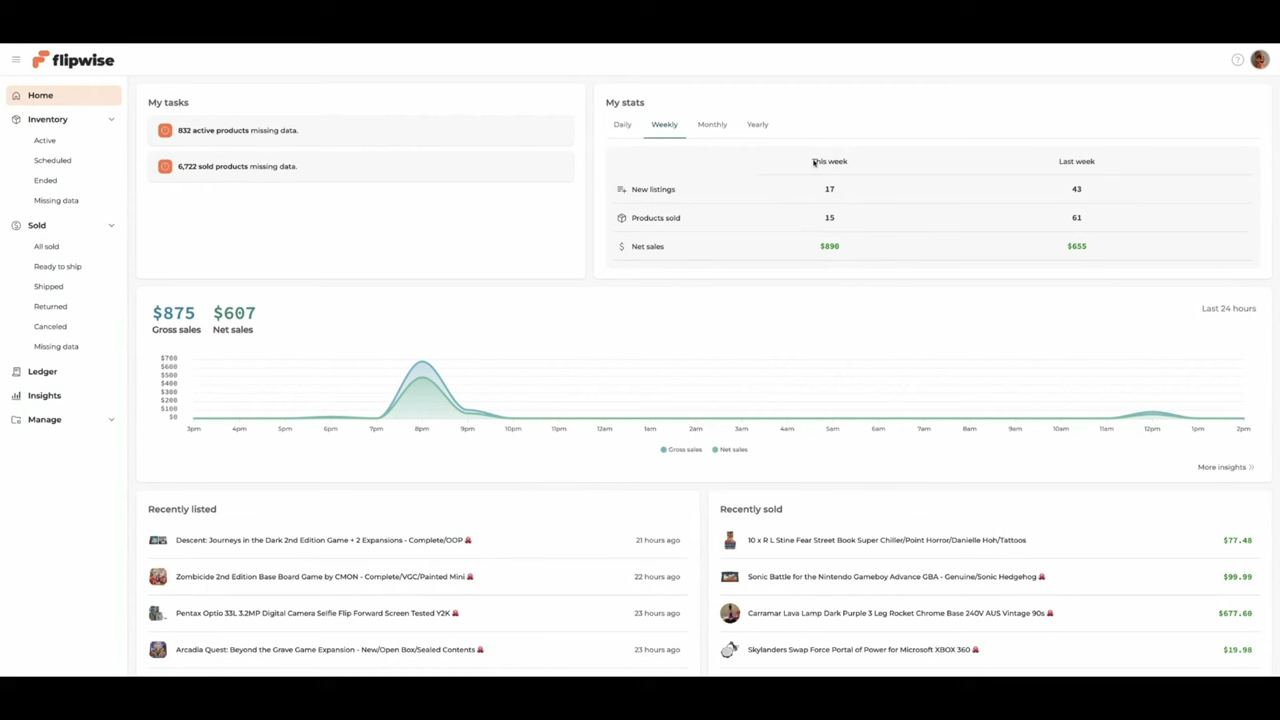 flipwise
Home
Inventory
Active
Scheduled
Ended
Missing data
Sold
All sold
Ready to ship
Shipped
Returned
Canceled
Missing data
Ledger
Insights
Manage
My tasks
832 active products missing data.
6,722 sold products missing data.
My stats
Daily Weekly Monthly Yearly
This week Last week
New listings 17 43
Products sold 15 61
Net sales $890 $655
$875 $607
Gross sales Net sales
Last 24 hours
$700
$600
$500
$400
$300
$200
$100
$0
3pm 4pm 5pm 6pm 7pm 8pm 9pm 10pm 11pm 12am 1am 2am 3am 4am 5am 6am 7am 8am 9am 10am 11am 12pm 1pm 2pm
Gross sales Net sales
More insights
Recently listed
Descent: Journeys in the Dark 2nd Edition Game + 2 Expansions - Complete/OOP 21 hours ago
Zombicide 2nd Edition Base Board Game by CMON - Complete/VGC/Painted Mini 22 hours ago
Pentax Optio 33L 3.2MP Digital Camera Selfie Flip Forward Screen Tested Y2K 23 hours ago
Arcadia Quest: Beyond the Grave Game Expansion - New/Open Box/Sealed Contents 23 hours ago
Recently sold
10 x R L Stine Fear Street Book Super Chiller/Point Horror/Danielle Hoh/Tattoos $77.48
Sonic Battle for the Nintendo Gameboy Advance GBA - Genuine/Sonic Hedgehog $99.99
Carramar Lava Lamp Dark Purple 3 Leg Rocket Chrome Base 240V AUS Vintage 90s $677.60
Skylanders Swap Force Portal of Power for Microsoft XBOX 360 $19.98